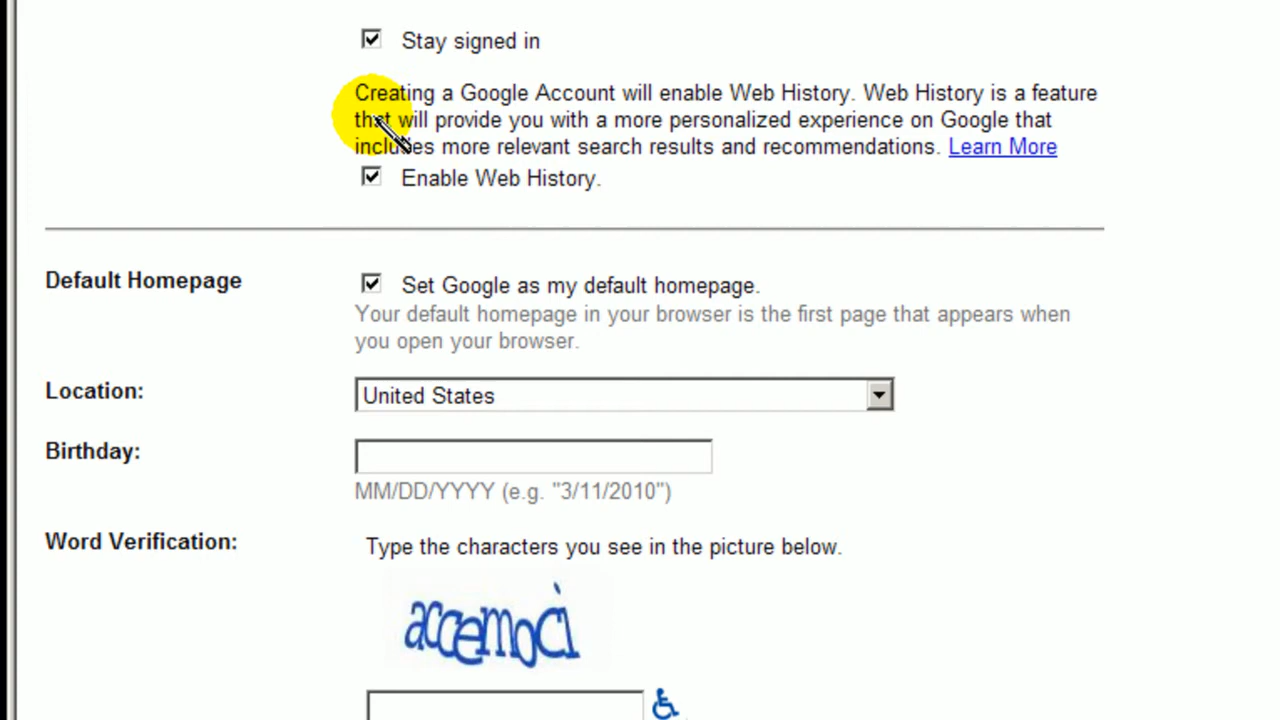 Stay signed in
Creating a Google Account will enable Web History. Web History is a feature
that will provide you with a more personalized experience on Google that
includes more relevant search results and recommendations. Learn More
Enable Web History.
Default Homepage
Set Google as my default homepage.
Your default homepage in your browser is the first page that appears when
you open your browser.
Location:
United States
Birthday:
MM/DD/YYYY (e.g. "3/11/2010")
Word Verification:
Type the characters you see in the picture below.
accemoci